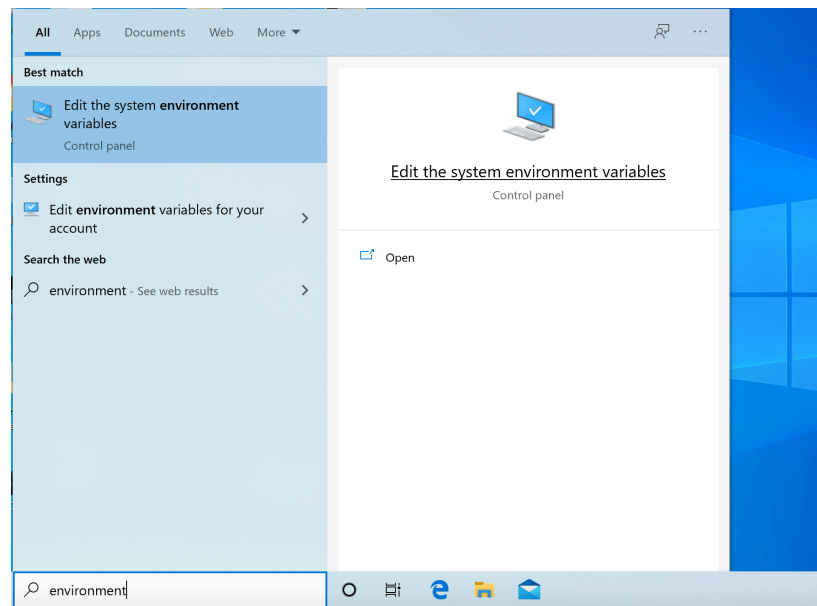 All Apps Documents Web More
Best match
Edit the system environment
variables
Control panel
Settings
Edit environment variables for your
account
Search the web
environment - See web results
Edit the system environment variables
Control panel
Open
environment